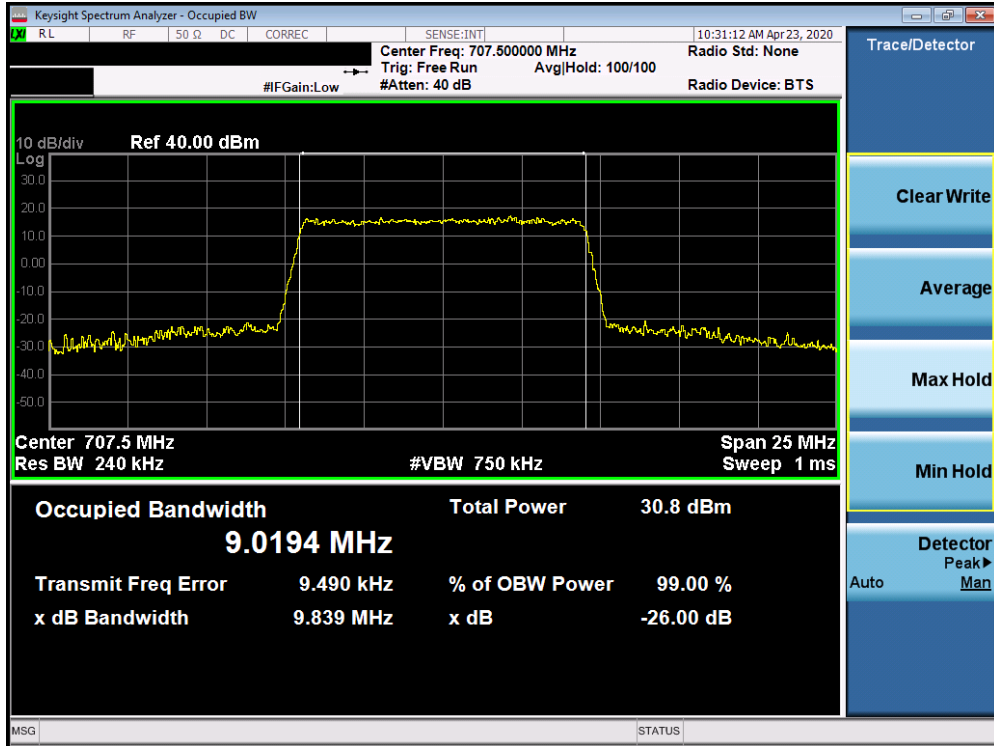 Keysight Spectrum Analyzer - Occupied BW
LXI RL RF 50 Ω DC CORREC SENSE:INT 10:31:12 AM Apr 23, 2020
Center Freq: 707.500000 MHz Radio Std: None
Trig: Free Run Avg|Hold: 100/100
#IFGain:Low #Atten: 40 dB Radio Device: BTS
10 dB/div Ref 40.00 dBm
Log
30.0
20.0
10.0
0.00
-10.0
-20.0
-30.0
-40.0
-50.0
Center 707.5 MHz Span 25 MHz
Res BW 240 kHz #VBW 750 kHz Sweep 1 ms
Occupied Bandwidth Total Power 30.8 dBm
9.0194 MHz
Transmit Freq Error 9.490 kHz % of OBW Power 99.00 %
x dB Bandwidth 9.839 MHz x dB -26.00 dB
MSG STATUS
Trace/Detector
Clear Write
Average
Max Hold
Min Hold
Detector
Peak▶
Auto Man